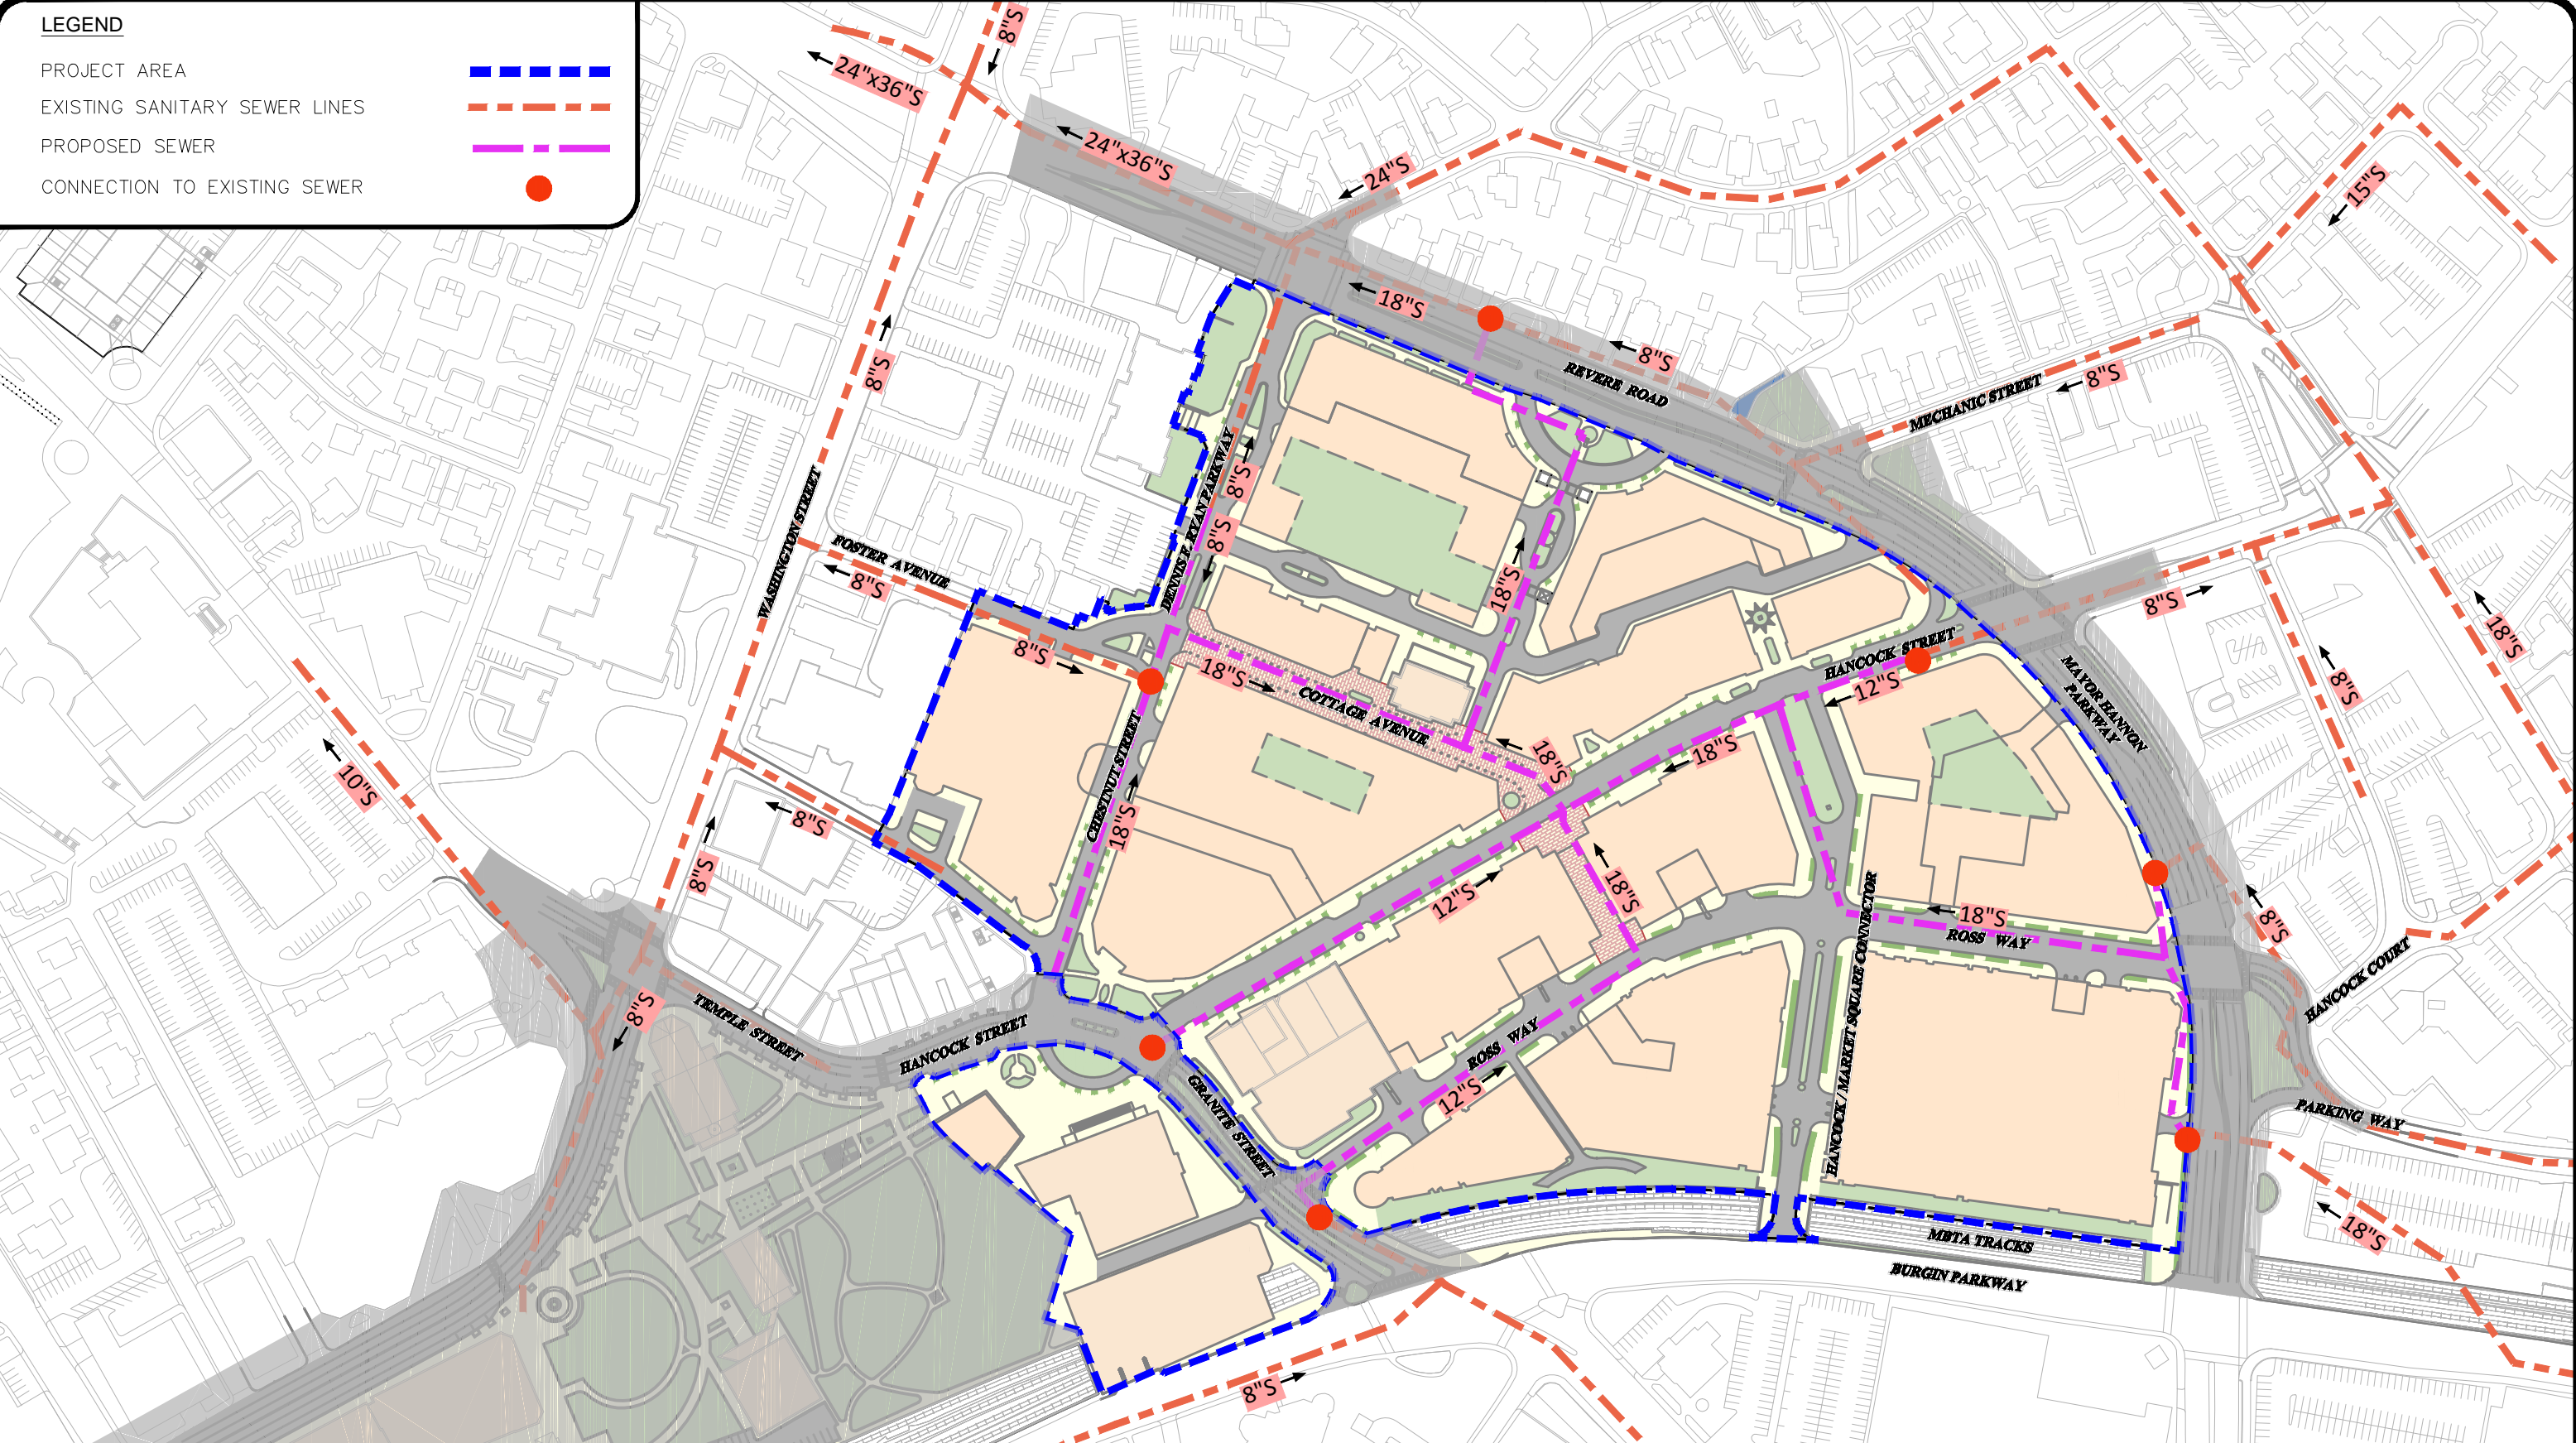 LEGEND
PROJECT AREA
EXISTING SANITARY SEWER LINES
PROPOSED SEWER
CONNECTION TO EXISTING SEWER
8"S
24"x36"S
24"x36"S
24"S
15"S
18"S
8"S
REVERE ROAD
MECHANIC STREET
8"S
8"S
WASHINGTON STREET
FOSTER AVENUE
8"S
8"S
DENNIS F. RYAN PARKWAY
8"S
8"S
18"S
18"S
COTTAGE AVENUE
18"S
18"S
HANCOCK STREET
12"S
8"S
18"S
8"S
MAYOR HANNON
PARKWAY
10"S
8"S
8"S
CHESTNUT STREET
18"S
12"S
18"S
18"S
ROSS WAY
8"S
HANCOCK COURT
HANCOCK / MARKET SQUARE CONNECTOR
8"S
TEMPLE STREET
HANCOCK STREET
GRANITE STREET
ROSS WAY
12"S
PARKING WAY
18"S
MBTA TRACKS
BURGIN PARKWAY
8"S